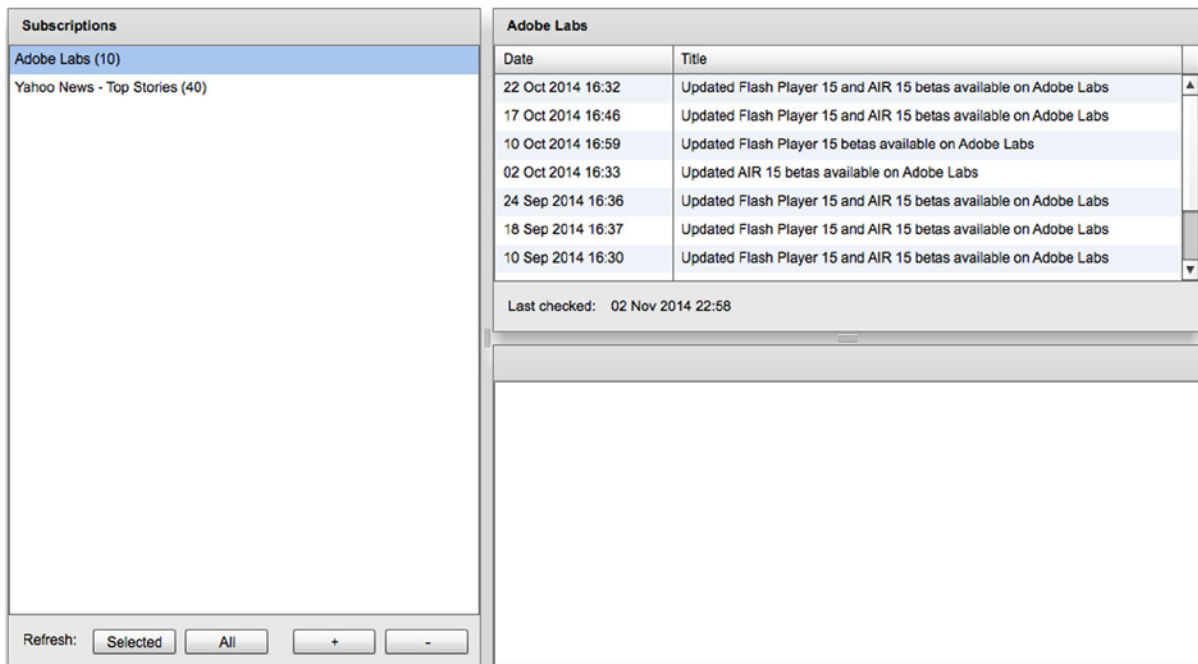 Subscriptions
Adobe Labs (10)
Yahoo News - Top Stories (40)
Refresh: Selected All + -
Adobe Labs
Date Title
22 Oct 2014 16:32 Updated Flash Player 15 and AIR 15 betas available on Adobe Labs
17 Oct 2014 16:46 Updated Flash Player 15 and AIR 15 betas available on Adobe Labs
10 Oct 2014 16:59 Updated Flash Player 15 betas available on Adobe Labs
02 Oct 2014 16:33 Updated AIR 15 betas available on Adobe Labs
24 Sep 2014 16:36 Updated Flash Player 15 and AIR 15 betas available on Adobe Labs
18 Sep 2014 16:37 Updated Flash Player 15 and AIR 15 betas available on Adobe Labs
10 Sep 2014 16:30 Updated Flash Player 15 and AIR 15 betas available on Adobe Labs
Last checked: 02 Nov 2014 22:58